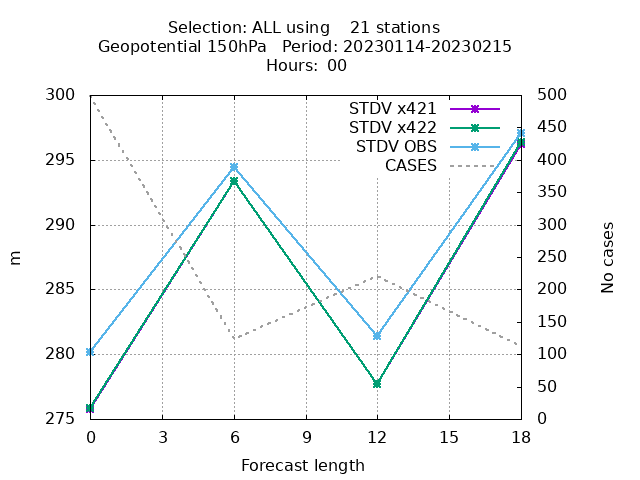 Selection: ALL using    21 stations
Geopotential 150hPa   Period: 20230114-20230215
Hours:  00
300 500
STDV x421
STDV x422
450
STDV OBS
295 400
CASES
350
290 300
m No cases
250
285 200
150
280 100
50
275 0
0 3 6 9 12 15 18
Forecast length